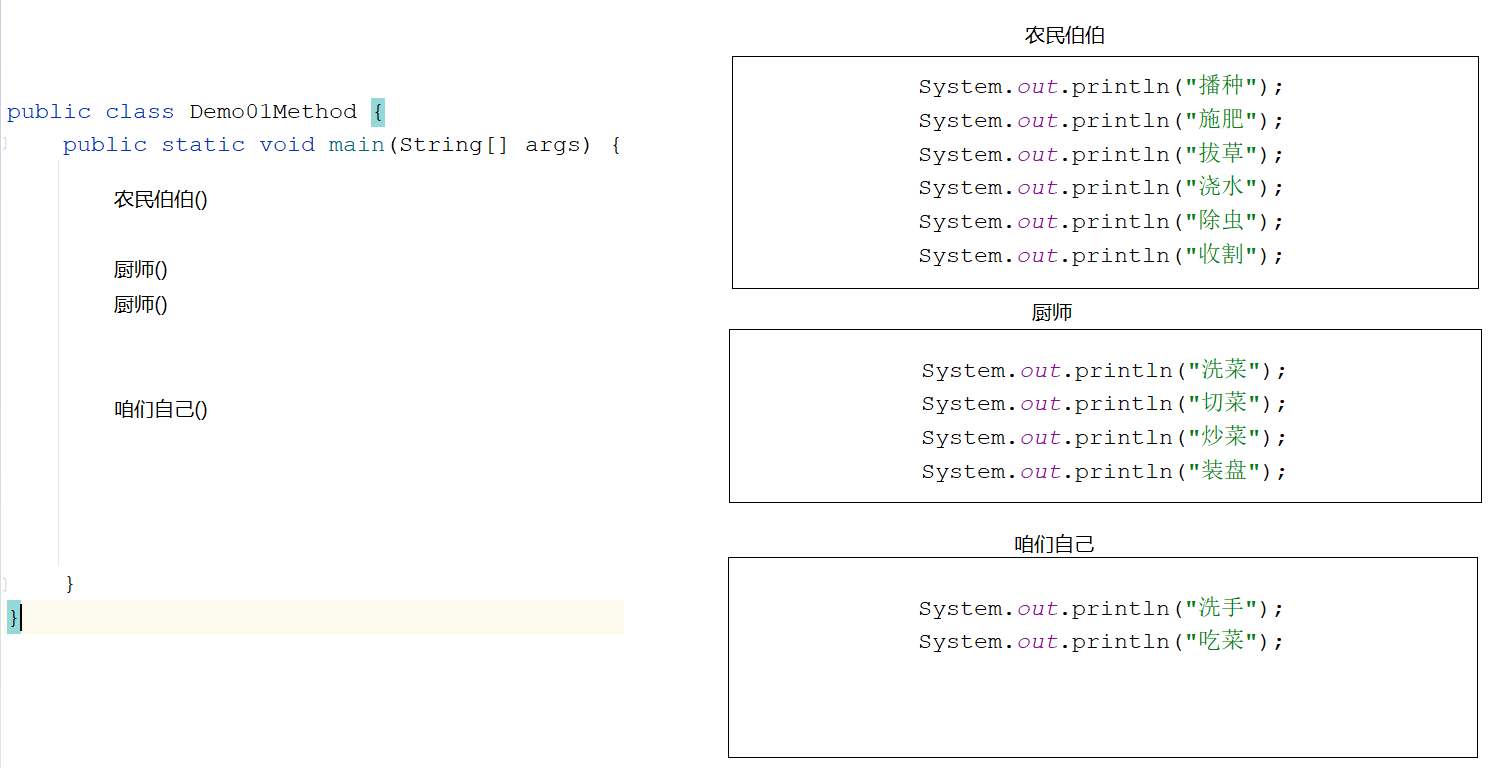 public class Demo01Method {
public static void main(String[] args) {
农民伯伯()
厨师()
厨师()
咱们自己()
}
}
农民伯伯
System.out.println("播种");
System.out.println("施肥");
System.out.println("拔草");
System.out.println("浇水");
System.out.println("除虫");
System.out.println("收割");
厨师
System.out.println("洗菜");
System.out.println("切菜");
System.out.println("炒菜");
System.out.println("装盘");
咱们自己
System.out.println("洗手");
System.out.println("吃菜");